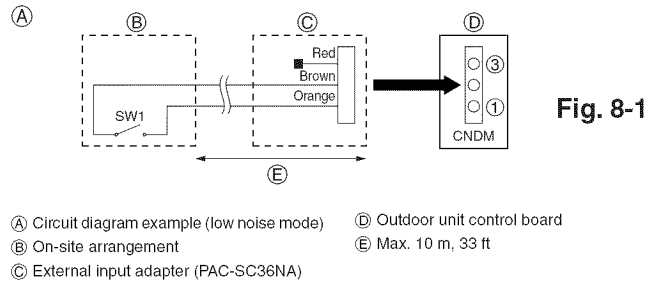 Ⓐ
Ⓑ
Ⓒ
Ⓓ
Red
Brown
Orange
SW1
③
①
CNDM
Ⓔ
Fig. 8-1
Ⓐ Circuit diagram example (low noise mode)
Ⓑ On-site arrangement
Ⓒ External input adapter (PAC-SC36NA)
Ⓓ Outdoor unit control board
Ⓔ Max. 10 m, 33 ft